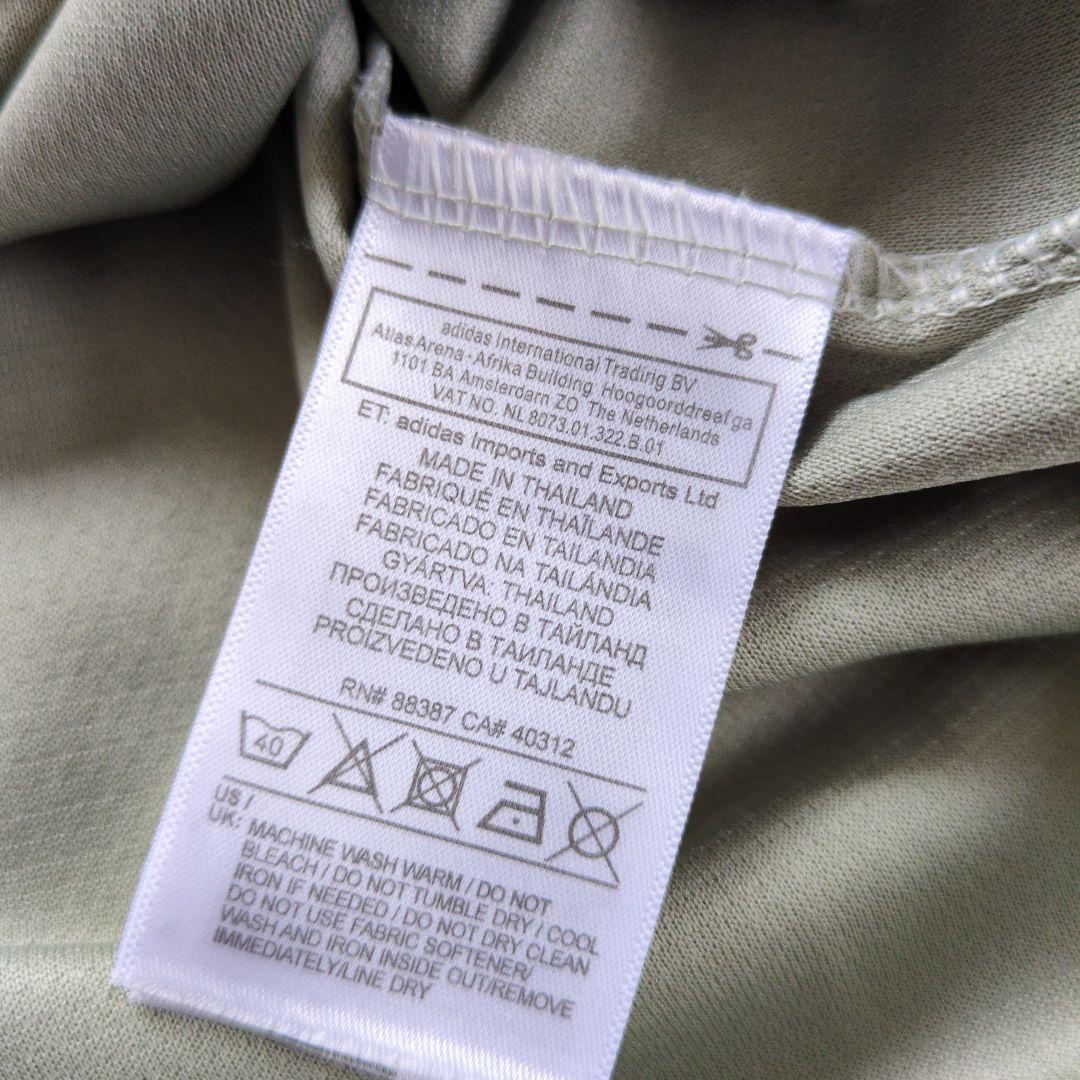 adidas International Trading BV
Atlas Arena · Afrika Building, Hoogoorddreef ga
1101 BA Amsterdam ZO, The Netherlands
VAT NO. NL 8073.01.322.B.01
ET: adidas Imports and Exports Ltd
MADE IN THAILAND
FABRIQUÉ EN THAÏLANDE
FABRICADO EN TAILANDIA
FABRICADO NA TAILÂNDIA
GYÁRTVA: THAILAND
ПРОИЗВЕДЕНО В ТАЙЛАНД
СДЕЛАНО В ТАИЛАНДЕ
PROIZVEDENO U TAJLANDU
RN# 88387 CA# 40312
40
US /
UK: MACHINE WASH WARM / DO NOT
BLEACH / DO NOT TUMBLE DRY / COOL
IRON IF NEEDED / DO NOT DRY CLEAN
DO NOT USE FABRIC SOFTENER/
WASH AND IRON INSIDE OUT/REMOVE
IMMEDIATELY/LINE DRY